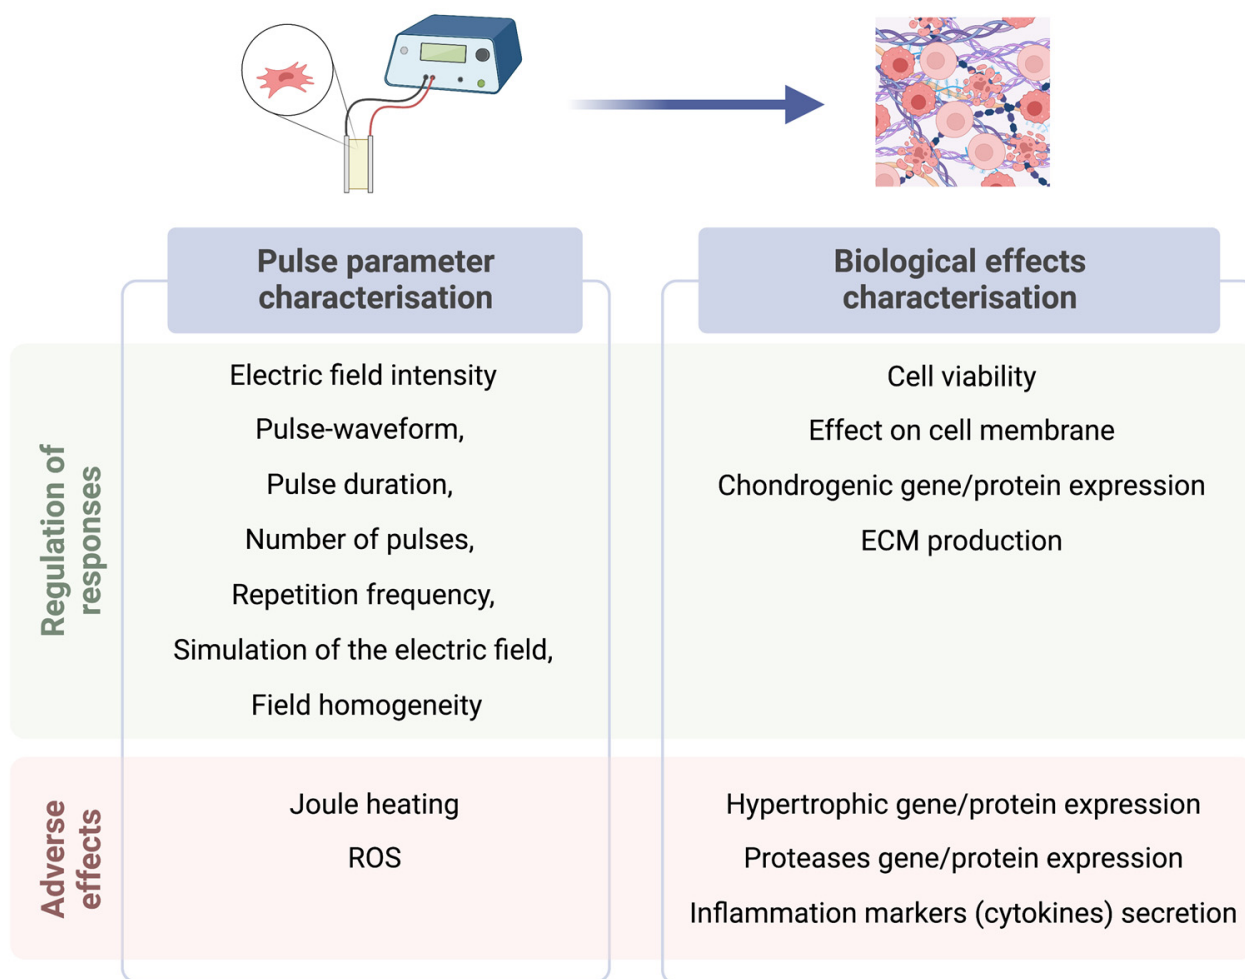 Pulse parameter
characterisation
Biological effects
characterisation
Regulation of
responses
Electric field intensity
Pulse-waveform,
Pulse duration,
Number of pulses,
Repetition frequency,
Simulation of the electric field,
Field homogeneity
Cell viability
Effect on cell membrane
Chondrogenic gene/protein expression
ECM production
Adverse
effects
Joule heating
ROS
Hypertrophic gene/protein expression
Proteases gene/protein expression
Inflammation markers (cytokines) secretion